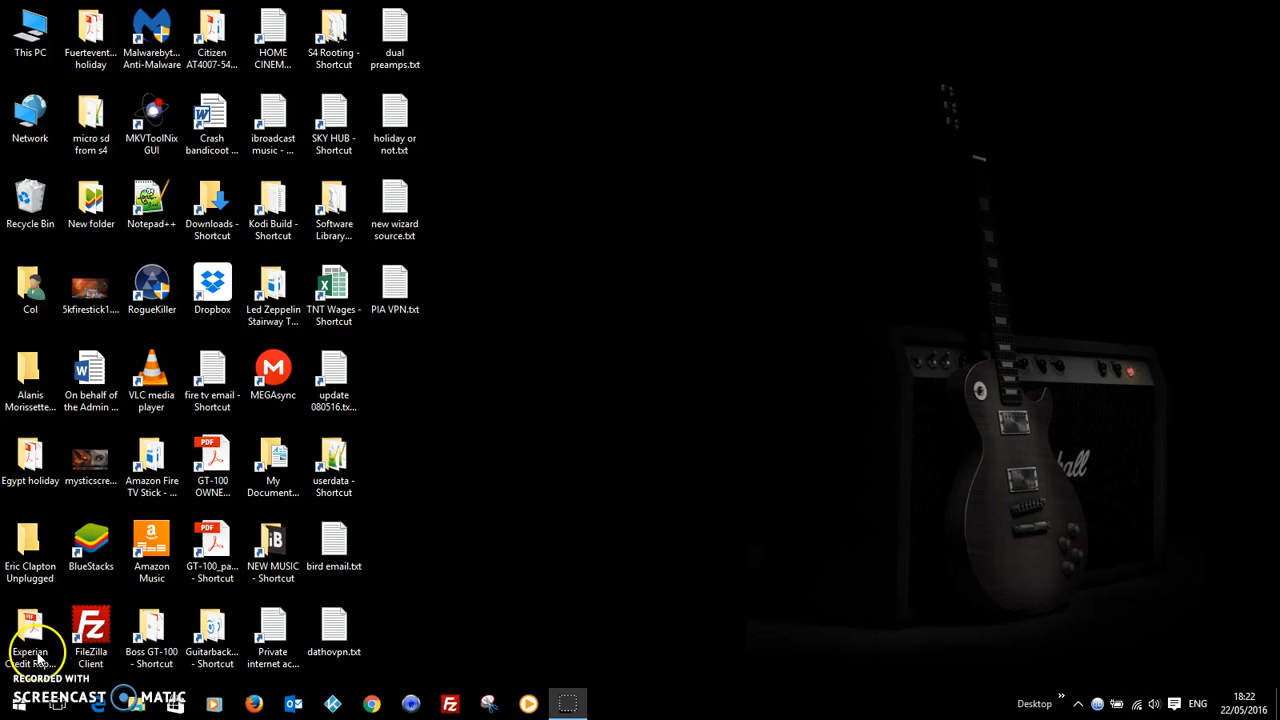 This PC
Fuertevent...
holiday
Malwarebyt...
Anti-Malware
Citizen
AT4007-54...
HOME
CINEM...
S4 Rooting -
Shortcut
dual
preamps.txt
Network
micro sd
from s4
MKVToolNix
GUI
Crash
bandicoot ...
ibroadcast
music - ...
SKY HUB -
Shortcut
holiday or
not.txt
Recycle Bin
New folder
Notepad++
Downloads -
Shortcut
Kodi Build -
Shortcut
Software
Library...
new wizard
source.txt
Col
5kfirestick1....
RogueKiller
Dropbox
Led Zeppelin
Stairway T...
TNT Wages -
Shortcut
PIA VPN.txt
Alanis
Morissette...
On behalf of
the Admin ...
VLC media
player
fire tv email -
Shortcut
MEGAsync
update
080516.tx...
Egypt holiday
mysticscre...
Amazon Fire
TV Stick - ...
PDF
GT-100
OWNE...
My
Document...
userdata -
Shortcut
Eric Clapton
Unplugged
BlueStacks
Amazon
Music
PDF
GT-100_pa...
- Shortcut
iB
NEW MUSIC
- Shortcut
bird email.txt
Experian
Credit Rep...
FileZilla
Client
Boss GT-100
- Shortcut
Guitarback...
- Shortcut
Private
internet ac...
dathovpn.txt
RECORDED WITH
SCREENCAST MATIC
Desktop
ENG
18:22
22/05/2016